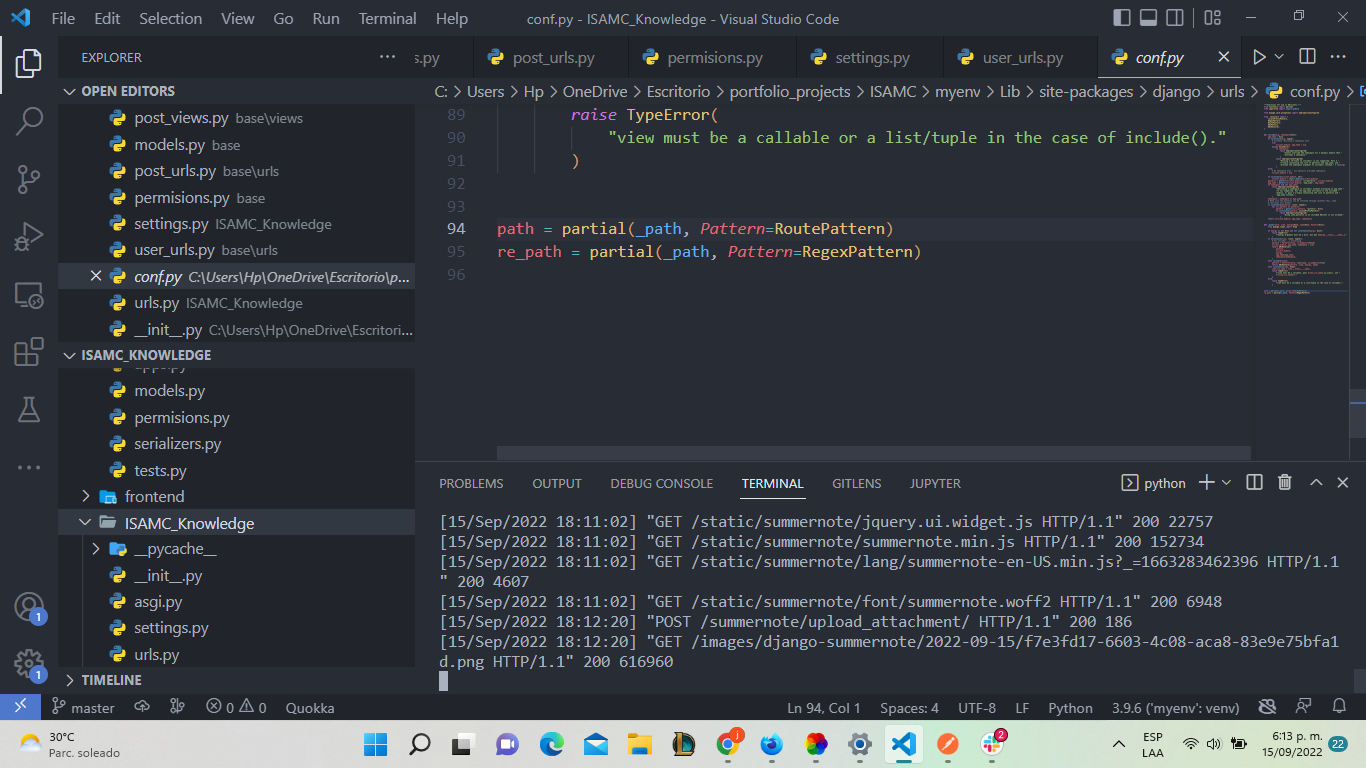 File Edit Selection View Go Run Terminal Help
conf.py - ISAMC_Knowledge - Visual Studio Code
EXPLORER
s.py
post_urls.py
permisions.py
settings.py
user_urls.py
conf.py
OPEN EDITORS
post_views.py base\views
models.py base
post_urls.py base\urls
permisions.py base
settings.py ISAMC_Knowledge
user_urls.py base\urls
conf.py C:\Users\Hp\OneDrive\Escritorio\p...
urls.py ISAMC_Knowledge
__init__.py C:\Users\Hp\OneDrive\Escritori...
ISAMC_KNOWLEDGE
models.py
permisions.py
serializers.py
tests.py
frontend
ISAMC_Knowledge
__pycache__
__init__.py
asgi.py
settings.py
urls.py
TIMELINE
C: > Users > Hp > OneDrive > Escritorio > portfolio_projects > ISAMC > myenv > Lib > site-packages > django > urls > conf.py >
89 raise TypeError(
90 "view must be a callable or a list/tuple in the case of include()."
91 )
92
93
94 path = partial(_path, Pattern=RoutePattern)
95 re_path = partial(_path, Pattern=RegexPattern)
96
PROBLEMS OUTPUT DEBUG CONSOLE TERMINAL GITLENS JUPYTER
python
[15/Sep/2022 18:11:02] "GET /static/summernote/jquery.ui.widget.js HTTP/1.1" 200 22757
[15/Sep/2022 18:11:02] "GET /static/summernote/summernote.min.js HTTP/1.1" 200 152734
[15/Sep/2022 18:11:02] "GET /static/summernote/lang/summernote-en-US.min.js?_=1663283462396 HTTP/1.1
" 200 4607
[15/Sep/2022 18:11:02] "GET /static/summernote/font/summernote.woff2 HTTP/1.1" 200 6948
[15/Sep/2022 18:12:20] "POST /summernote/upload_attachment/ HTTP/1.1" 200 186
[15/Sep/2022 18:12:20] "GET /images/django-summernote/2022-09-15/f7e3fd17-6603-4c08-aca8-83e9e75bfa1
d.png HTTP/1.1" 200 616960
1
1
master
0 0
Quokka
Ln 94, Col 1 Spaces: 4 UTF-8 LF Python 3.9.6 ('myenv': venv)
30°C
Parc. soleado
j
2
ESP
LAA
6:13 p. m.
15/09/2022
22